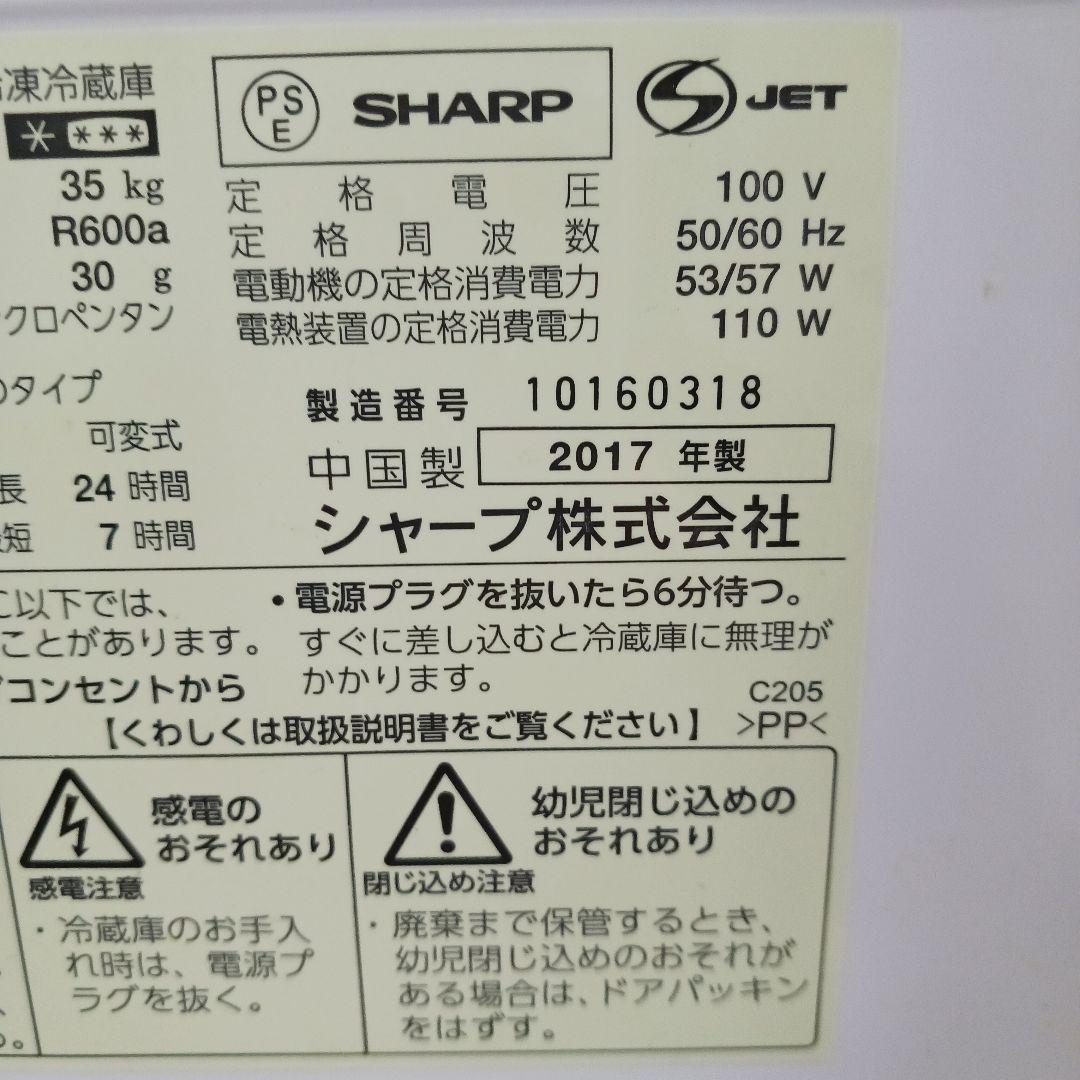 冷凍冷蔵庫
PSE SHARP S JET
35 kg
R600a
30 g
クロペンタン
定格電圧 100 V
定格周波数 50/60 Hz
電動機の定格消費電力 53/57 W
電熱装置の定格消費電力 110 W
のタイプ
可変式
長 24 時間
最短 7 時間
製造番号 10160318
中国製 2017 年製
シャープ株式会社
以下では、
ことがあります。
コンセントから
・電源プラグを抜いたら6分待つ。
すぐに差し込むと冷蔵庫に無理が
かかります。
C205
【くわしくは取扱説明書をご覧ください】 >PP<
感電の
おそれあり
感電注意
・冷蔵庫のお手入
れ時は、電源プ
ラグを抜く。
幼児閉じ込めの
おそれあり
閉じ込め注意
・廃棄まで保管するとき、
幼児閉じ込めのおそれが
ある場合は、ドアパッキン
をはずす。